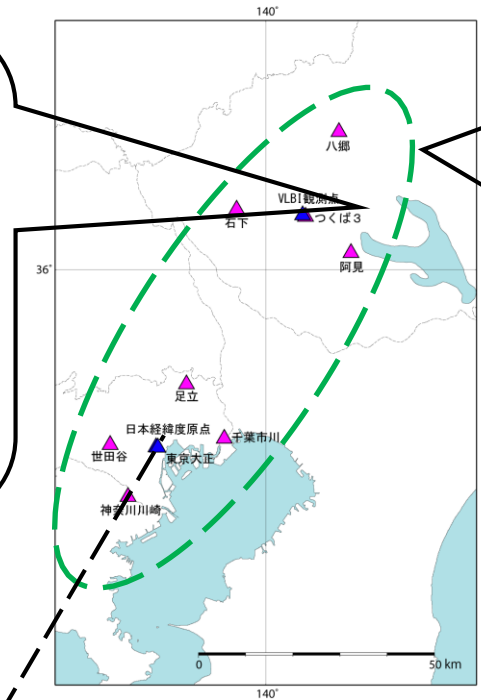 140°
八郷
VLBI観測点
石下
つくば3
阿見
36°
足立
日本経緯度原点
千葉市川
世田谷
東京大正
神奈川川崎
0
50 km
140°